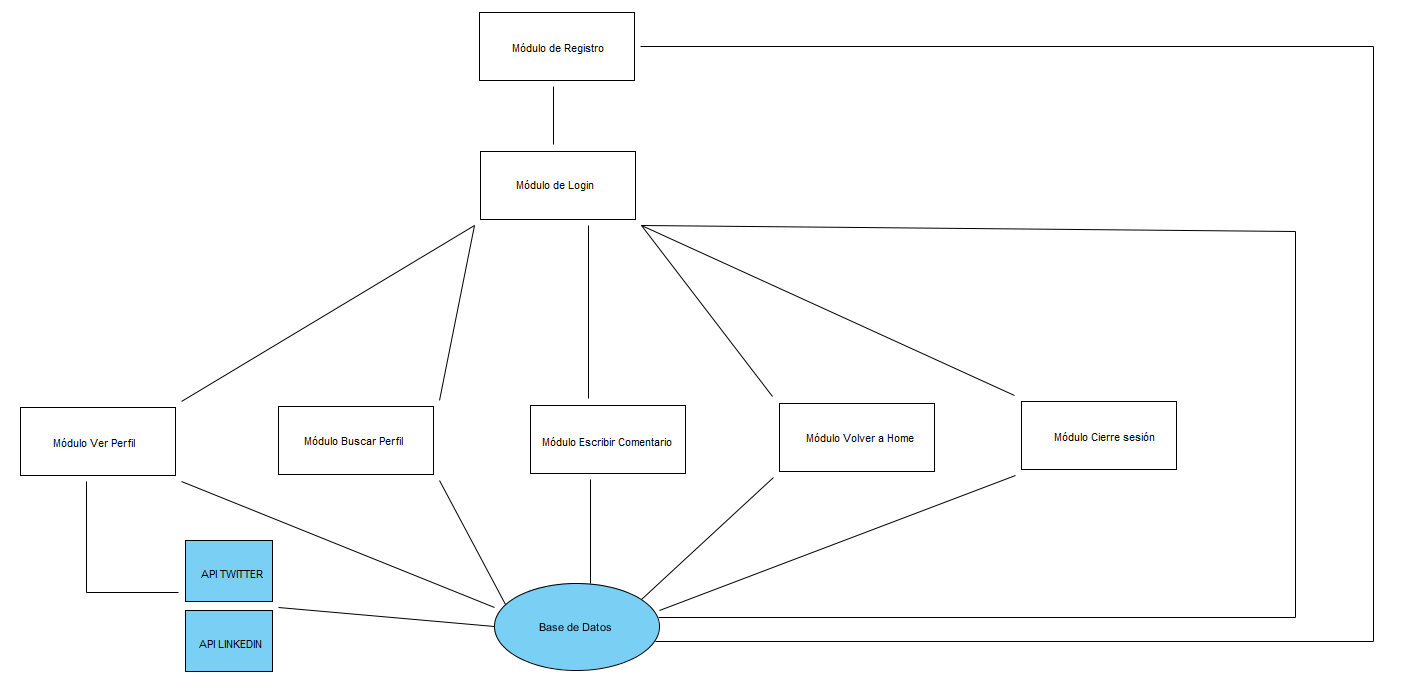 Módulo de Registro
Módulo de Login
Módulo Ver Perfil
Módulo Buscar Perfil
Módulo Escribir Comentario
Módulo Volver a Home
Módulo Cierre sesión
API TWITTER
API LINKEDIN
Base de Datos